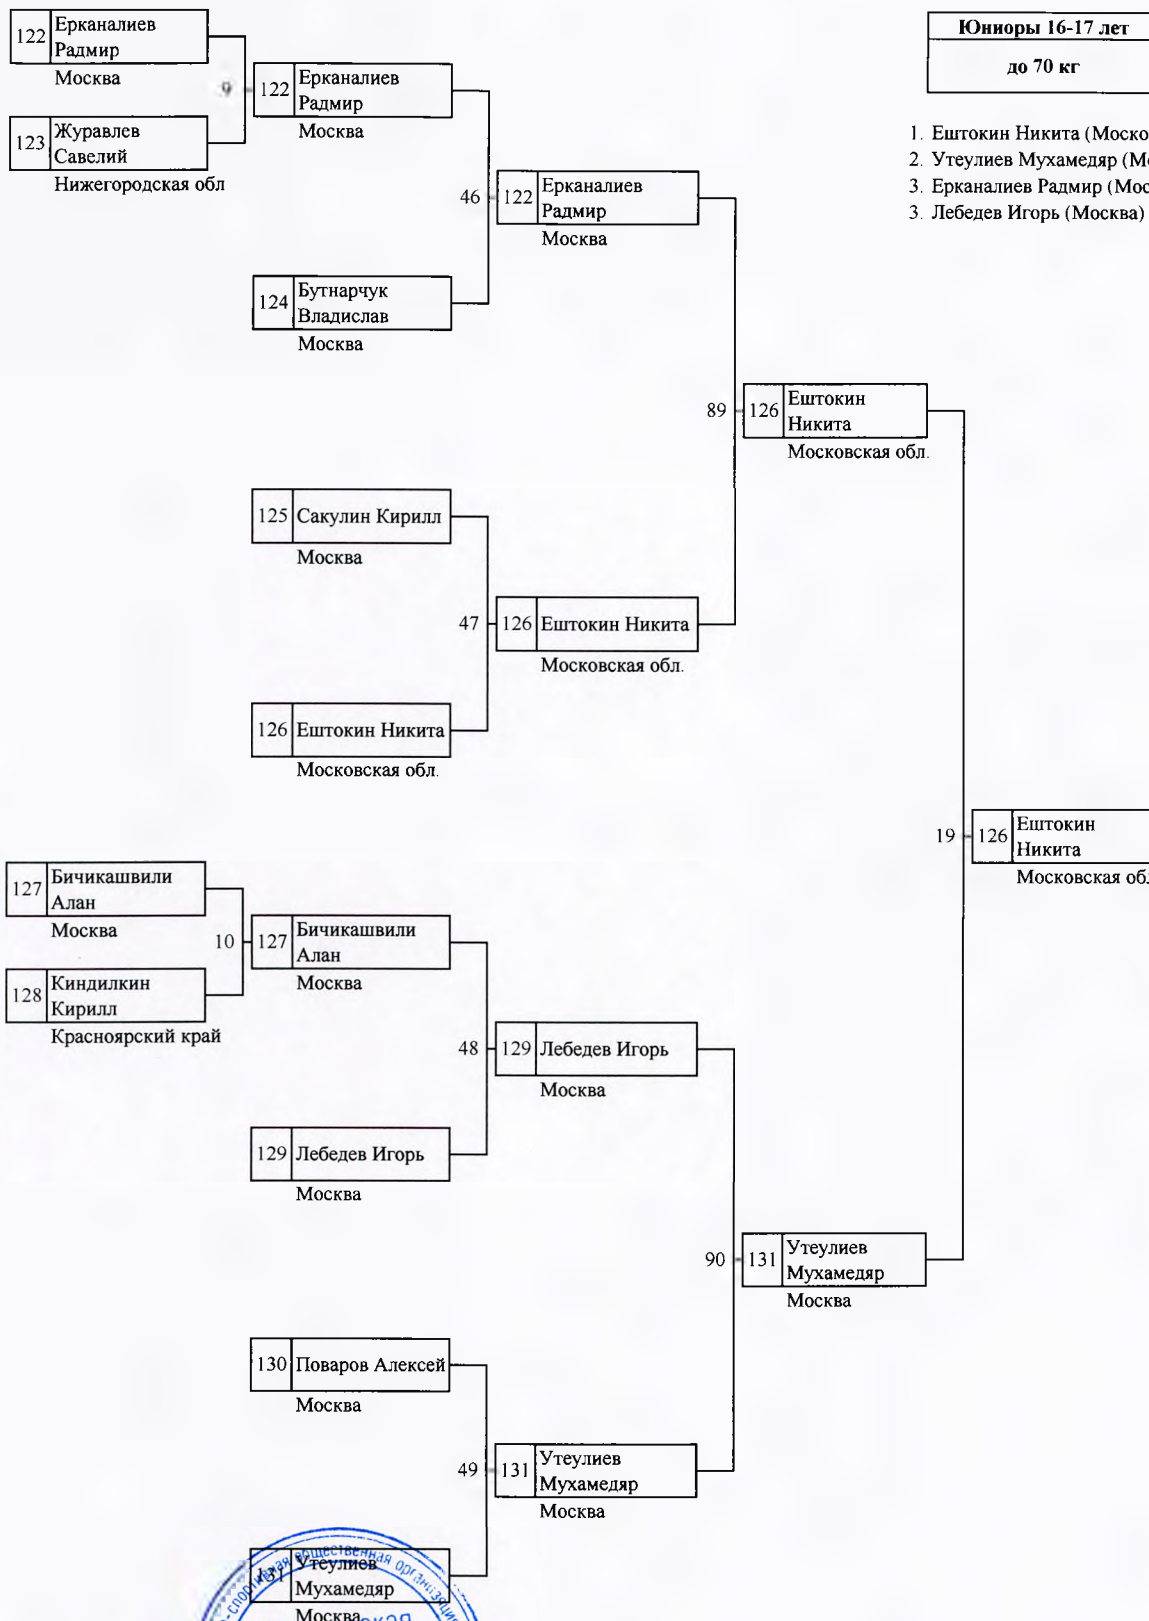 Юниоры 16-17 лет
до 70 кг
1. Ештокин Никита
2. Утеулиев Мухамедяр
3. Ерканалиев Радмир
3. Лебедев Игорь (Москва)
122
Ерканалиев
Радмир
Москва
9
123
Журавлев
Савелий
Нижегородская обл
122
Ерканалиев
Радмир
Москва
46
124
Бутнарчук
Владислав
Москва
122
Ерканалиев
Радмир
Москва
89
125
Сакулин Кирилл
Москва
47
126
Ештокин Никита
Московская обл.
126
Ештокин Никита
Московская обл.
126
Ештокин
Никита
Московская обл.
19
126
Ештокин
Никита
Московская
127
Бичикашвили
Алан
Москва
10
128
Киндилкин
Кирилл
Красноярский край
127
Бичикашвили
Алан
Москва
48
129
Лебедев Игорь
Москва
129
Лебедев Игорь
Москва
90
130
Поваров Алексей
Москва
49
131
Утеулиев
Мухамедяр
Москва
131
Утеулиев
Мухамедяр
Москва
131
Утеулиев
Мухамедяр
Москва
общественная